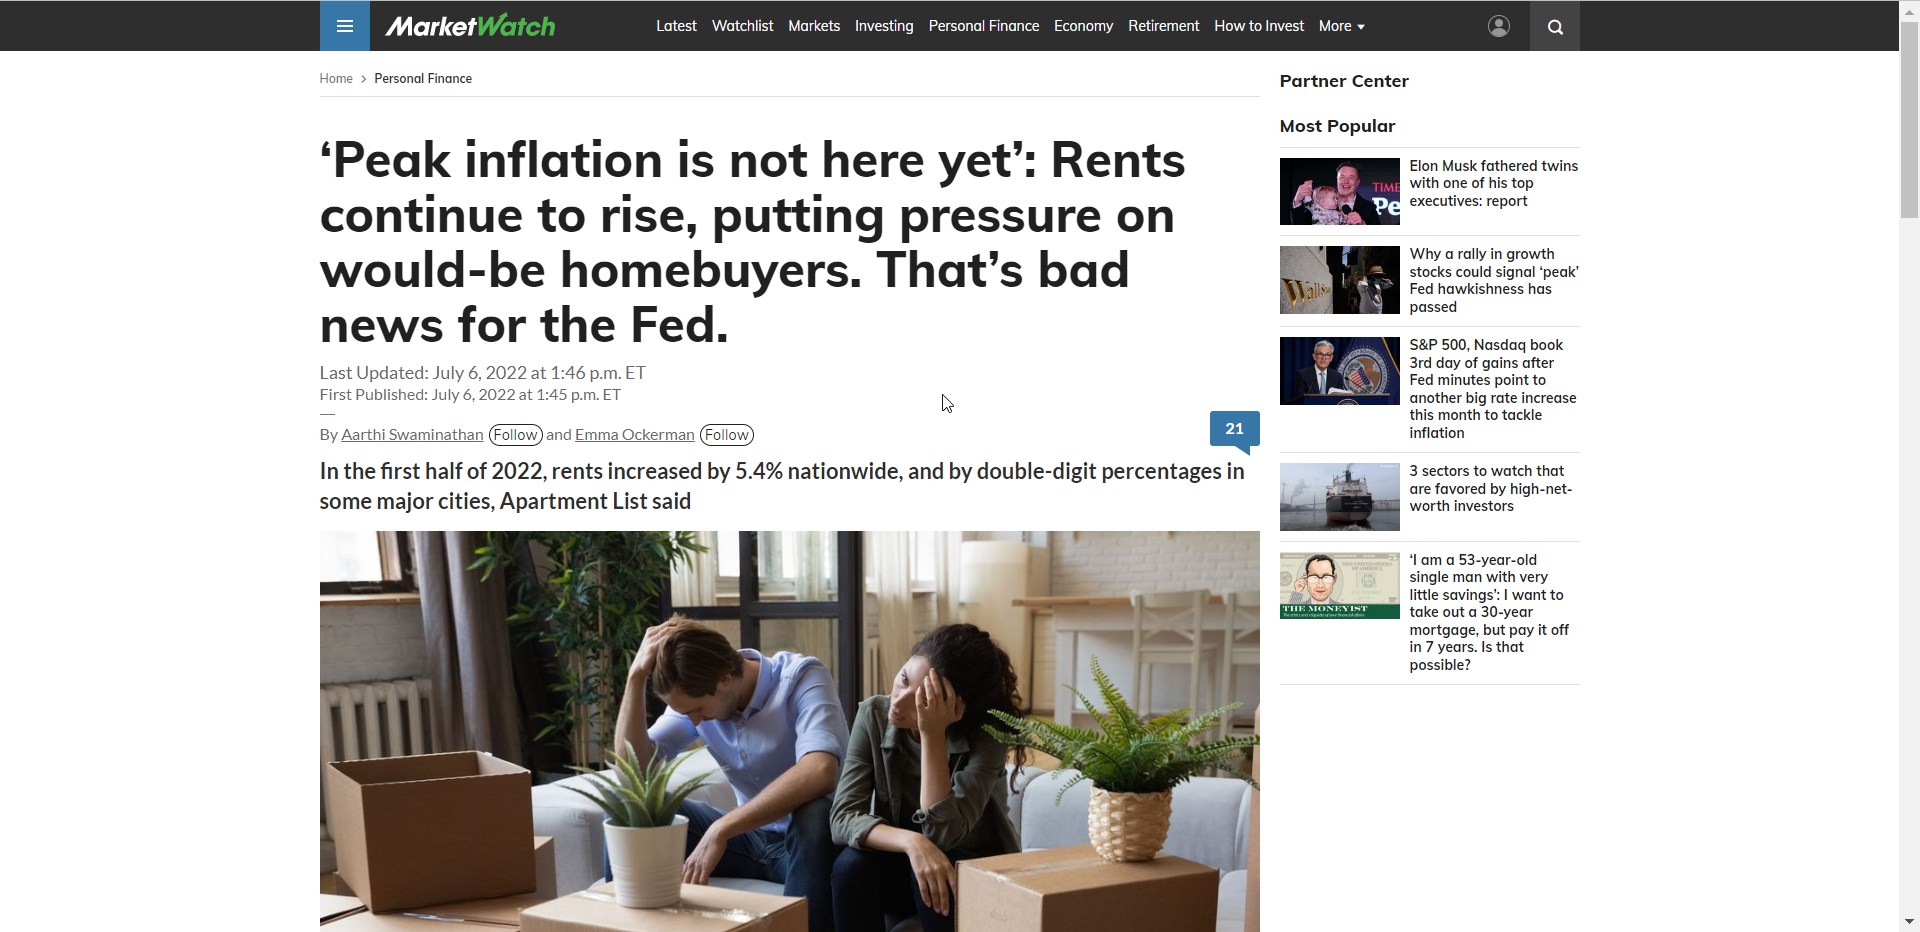 MarketWatch
Latest Watchlist Markets Investing Personal Finance Economy Retirement How to Invest More
Home > Personal Finance
‘Peak inflation is not here yet’: Rents
continue to rise, putting pressure on
would-be homebuyers. That’s bad
news for the Fed.
Last Updated: July 6, 2022 at 1:46 p.m. ET
First Published: July 6, 2022 at 1:45 p.m. ET
By Aarthi Swaminathan Follow and Emma Ockerman Follow
21
In the first half of 2022, rents increased by 5.4% nationwide, and by double-digit percentages in
some major cities, Apartment List said
Partner Center
Most Popular
TIME
Pe
Elon Musk fathered twins
with one of his top
executives: report
Wall
Why a rally in growth
stocks could signal ‘peak’
Fed hawkishness has
passed
S&P 500, Nasdaq book
3rd day of gains after
Fed minutes point to
another big rate increase
this month to tackle
inflation
3 sectors to watch that
are favored by high-net-
worth investors
THE MONEYIST
‘I am a 53-year-old
single man with very
little savings’: I want to
take out a 30-year
mortgage, but pay it off
in 7 years. Is that
possible?